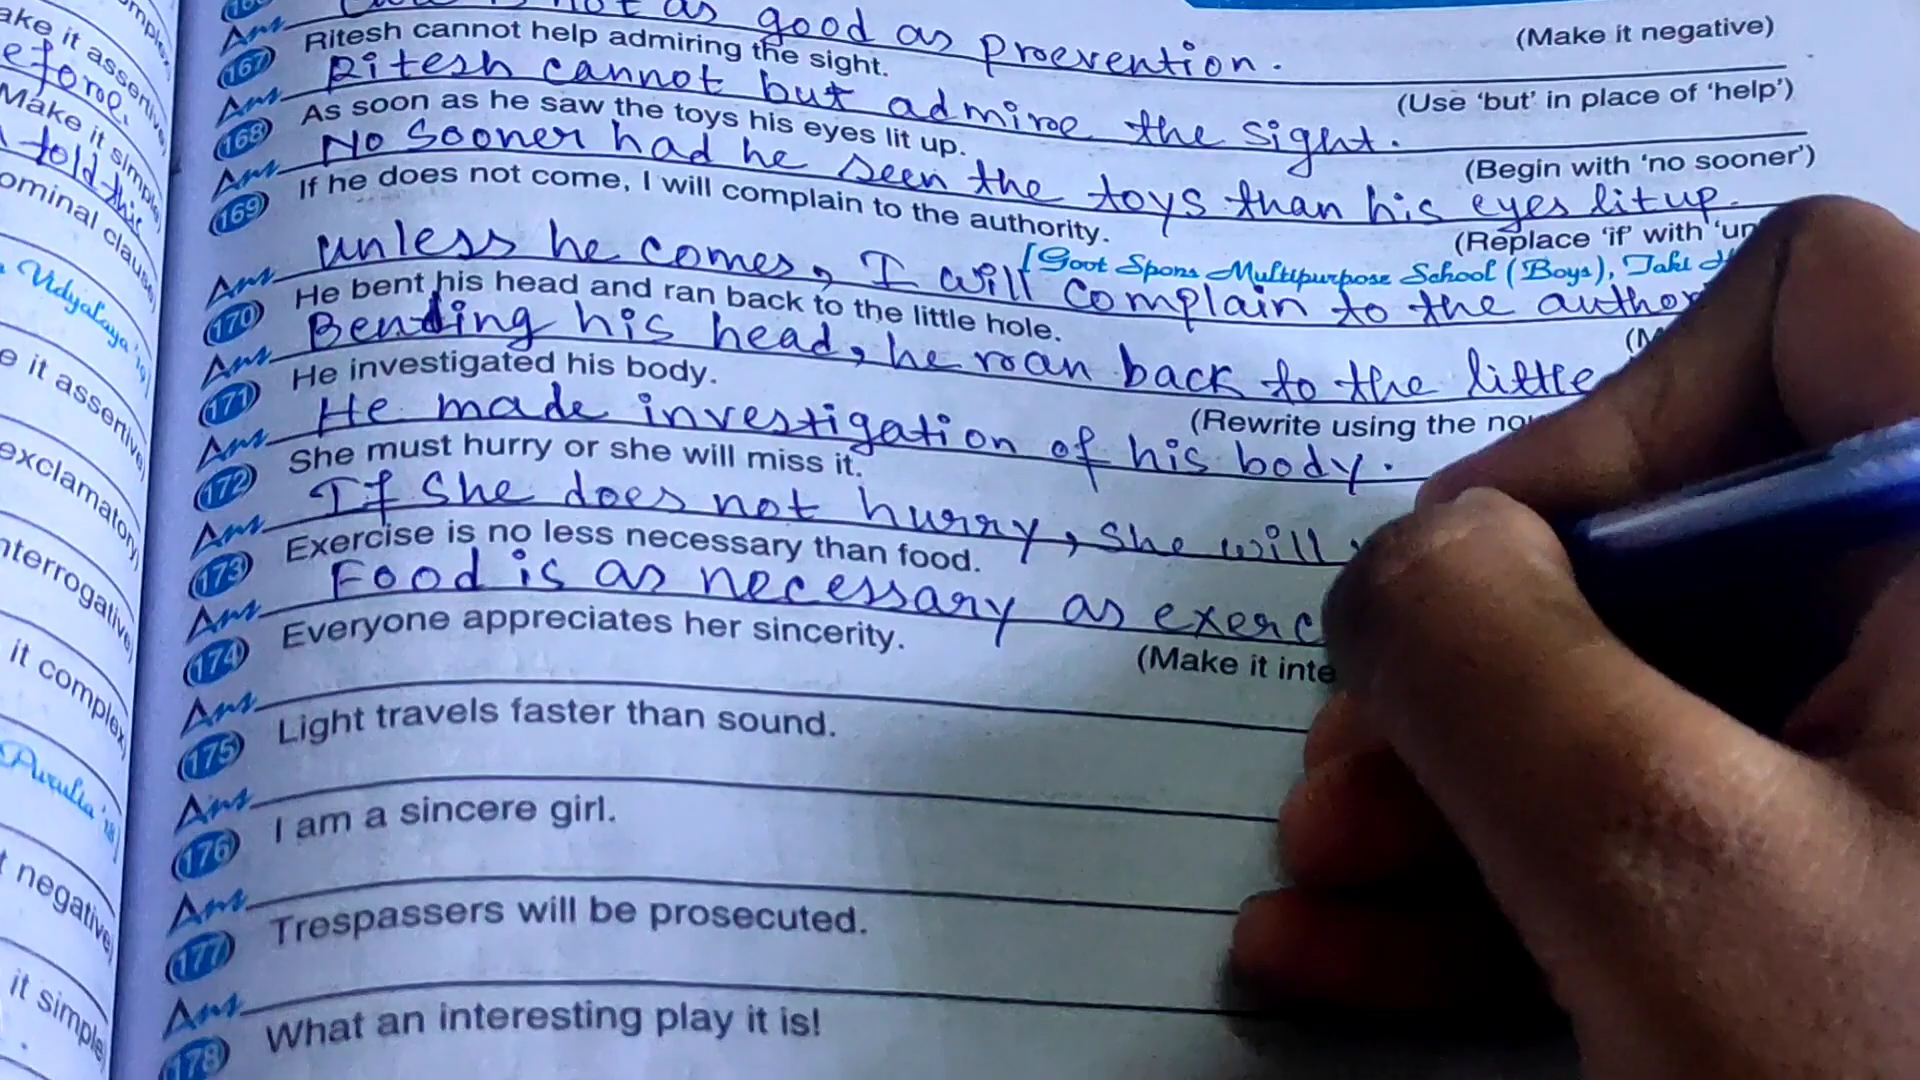 ake it assertive)
efore.
Make it simple)
told this
ominal clause)
Vidyalaya '19]
e it assertive)
exclamatory)
nterrogative)
it complex)
Purulia '18]
t negative)
it simple)
not as good as proevention.
(Make it negative)
167 Ritesh cannot help admiring the sight.
Ans Ritesh cannot but admire the sight.
(Use 'but' in place of 'help')
168 As soon as he saw the toys his eyes lit up.
Ans No sooner had he seen the toys than his eyes lit up.
(Begin with 'no sooner')
169 If he does not come, I will complain to the authority.
(Replace 'if' with 'un
[Govt Spons Multipurpose School (Boys), Taki H
Ans unless he comes, I will complain to the author
170 He bent his head and ran back to the little hole.
Ans Bending his head, he ran back to the little
171 He investigated his body.
(Rewrite using the no
Ans He made investigation of his body.
172 She must hurry or she will miss it.
Ans If she does not hurry, she will
173 Exercise is no less necessary than food.
Ans Food is as necessary as exerc
174 Everyone appreciates her sincerity.
(Make it inte
Ans
175 Light travels faster than sound.
Ans
176 I am a sincere girl.
Ans
177 Trespassers will be prosecuted.
Ans
178 What an interesting play it is!